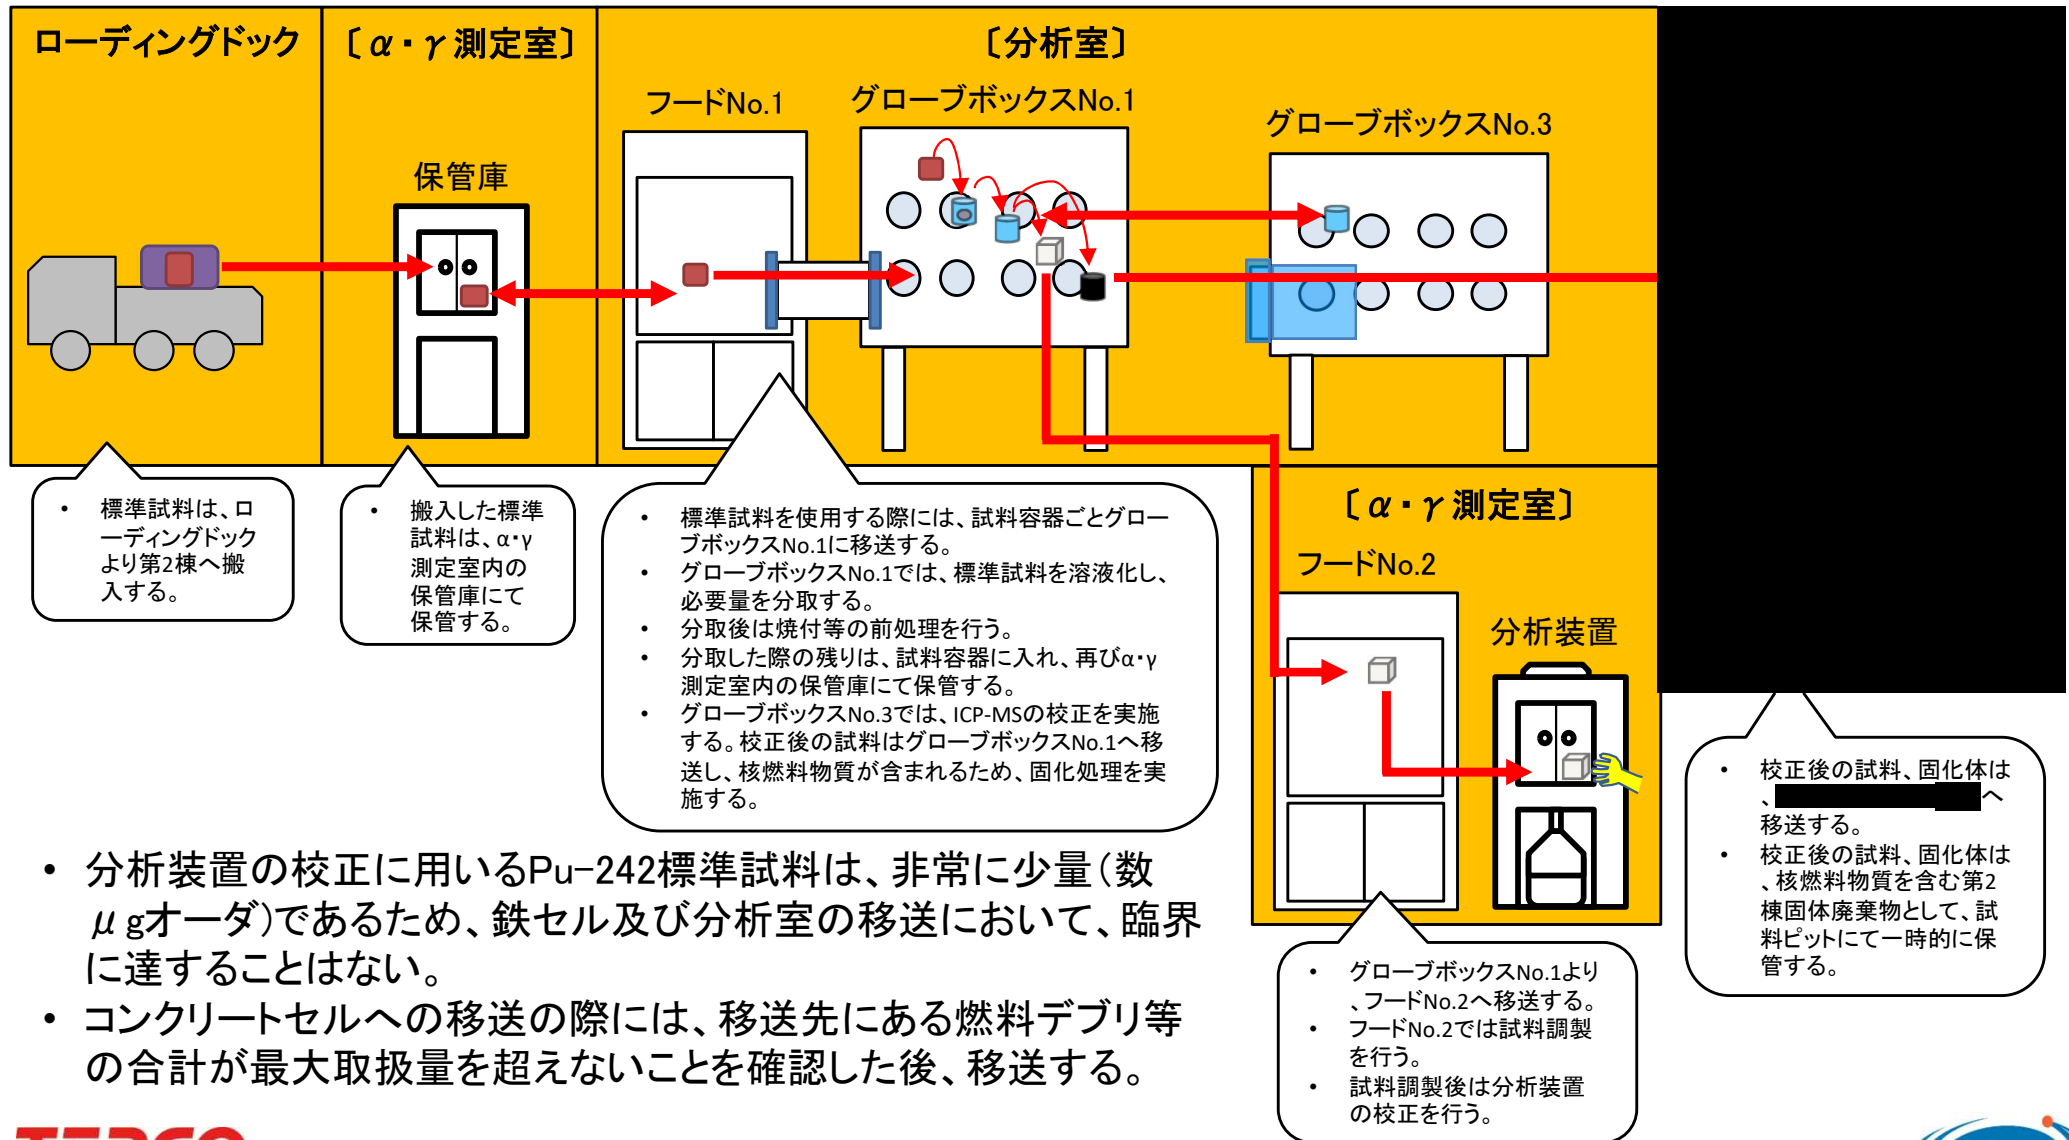 ローディングドック
〔α・γ測定室〕
〔分析室〕
フードNo.1
グローブボックスNo.1
グローブボックスNo.3
保管庫
• 標準試料は、ロ
ーディングドック
より第2棟へ搬
入する。
• 搬入した標準
試料は、α・γ
測定室内の
保管庫にて
保管する。
• 標準試料を使用する際には、試料容器ごとグロー
ブボックスNo.1に移送する。
• グローブボックスNo.1では、標準試料を溶液化し、
必要量を分取する。
• 分取後は焼付等の前処理を行う。
• 分取した際の残りは、試料容器に入れ、再びα・γ
測定室内の保管庫にて保管する。
• グローブボックスNo.3では、ICP-MSの校正を実施
する。校正後の試料はグローブボックスNo.1へ移
送し、核燃料物質が含まれるため、固化処理を実
施する。
〔α・γ測定室〕
フードNo.2
分析装置
• グローブボックスNo.1より
、フードNo.2へ移送する。
• フードNo.2では試料調製
を行う。
• 試料調製後は分析装置
の校正を行う。
• 校正後の試料、固化体は
、へ
移送する。
• 校正後の試料、固化体は
、核燃料物質を含む第2
棟固体廃棄物として、試
料ピットにて一時的に保
管する。
• 分析装置の校正に用いるPu-242標準試料は、非常に少量（数
μgオーダ）であるため、鉄セル及び分析室の移送において、臨界
に達することはない。
• コンクリートセルへの移送の際には、移送先にある燃料デブリ等
の合計が最大取扱量を超えないことを確認した後、移送する。